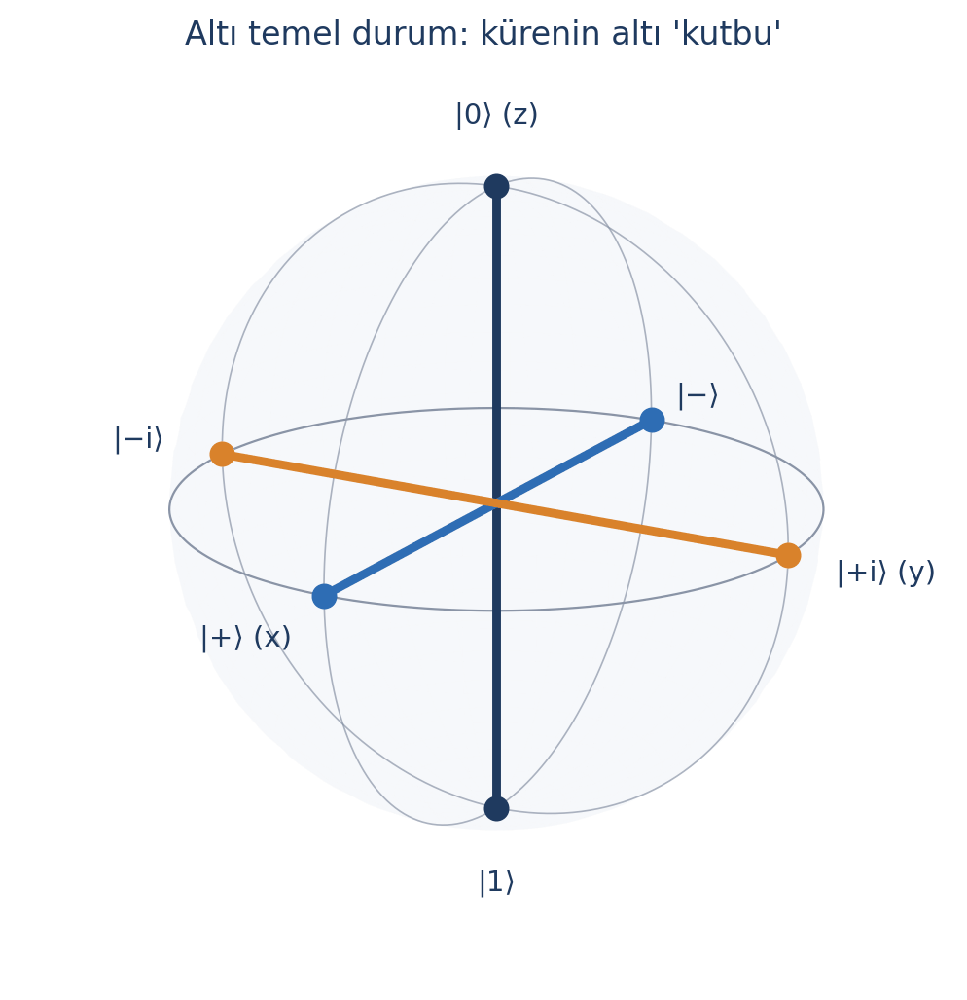 Altı temel durum: kürenin altı 'kutbu'
|0⟩ (z)
|−⟩
|−i⟩
|+i⟩ (y)
|+⟩ (x)
|1⟩